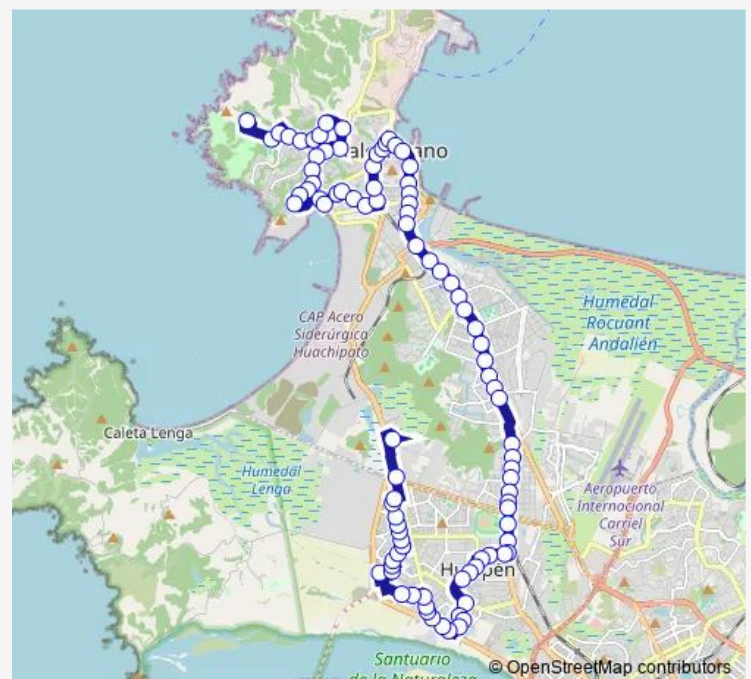 alcahuano
CAP Acero
Siderúrgica
Huachipato
Humedal
Rocuant
Andalién
Caleta Lenga
Humedal
Lenga
Aeropuerto
Internacional
Carriel
Sur
Hualpén
Santuario
de la Naturaleza
© OpenStreetMap contributors